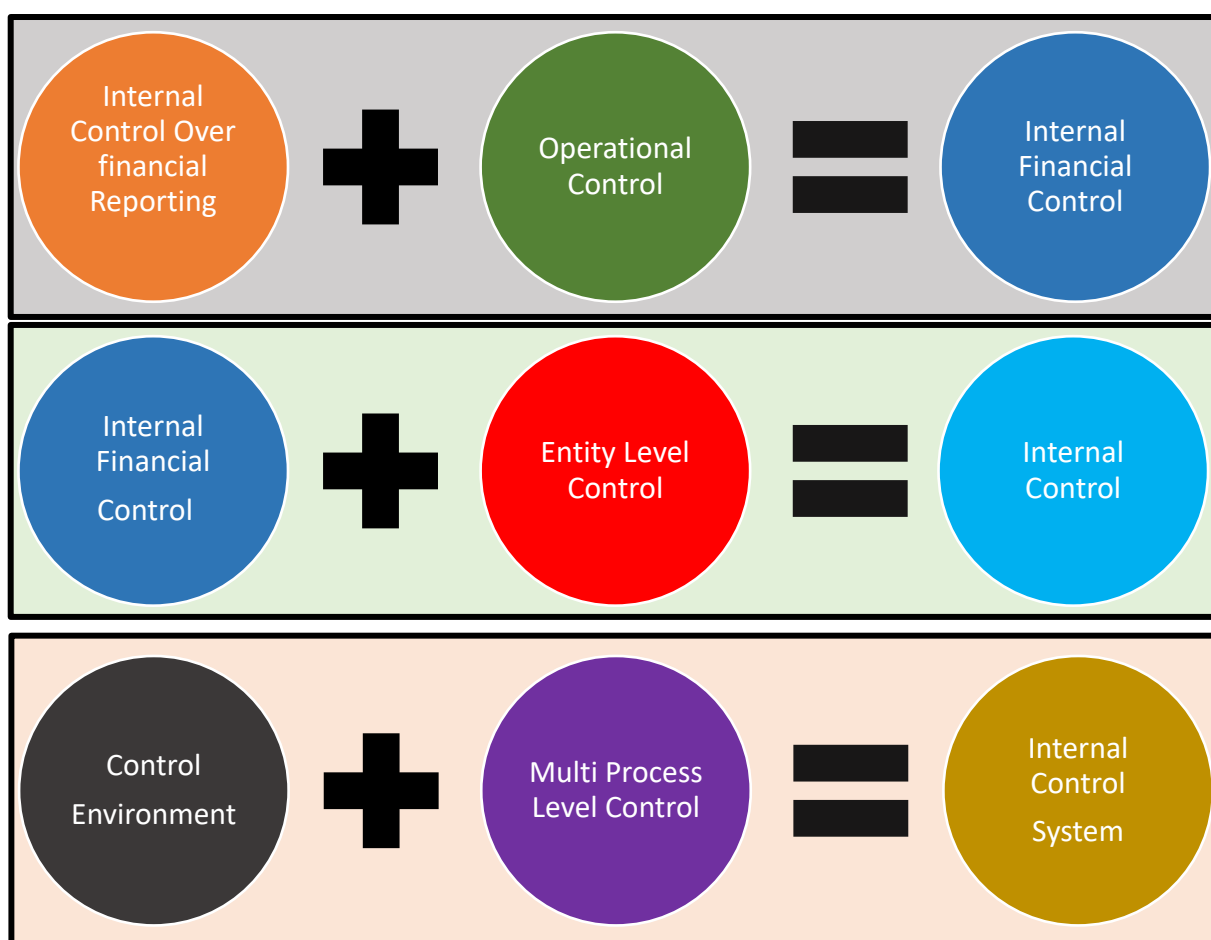 Internal
Control Over
financial
Reporting
Operational
Control
Internal
Financial
Control
Internal
Financial
Control
Entity Level
Control
Internal
Control
Control
Environment
Multi Process
Level Control
Internal
Control
System